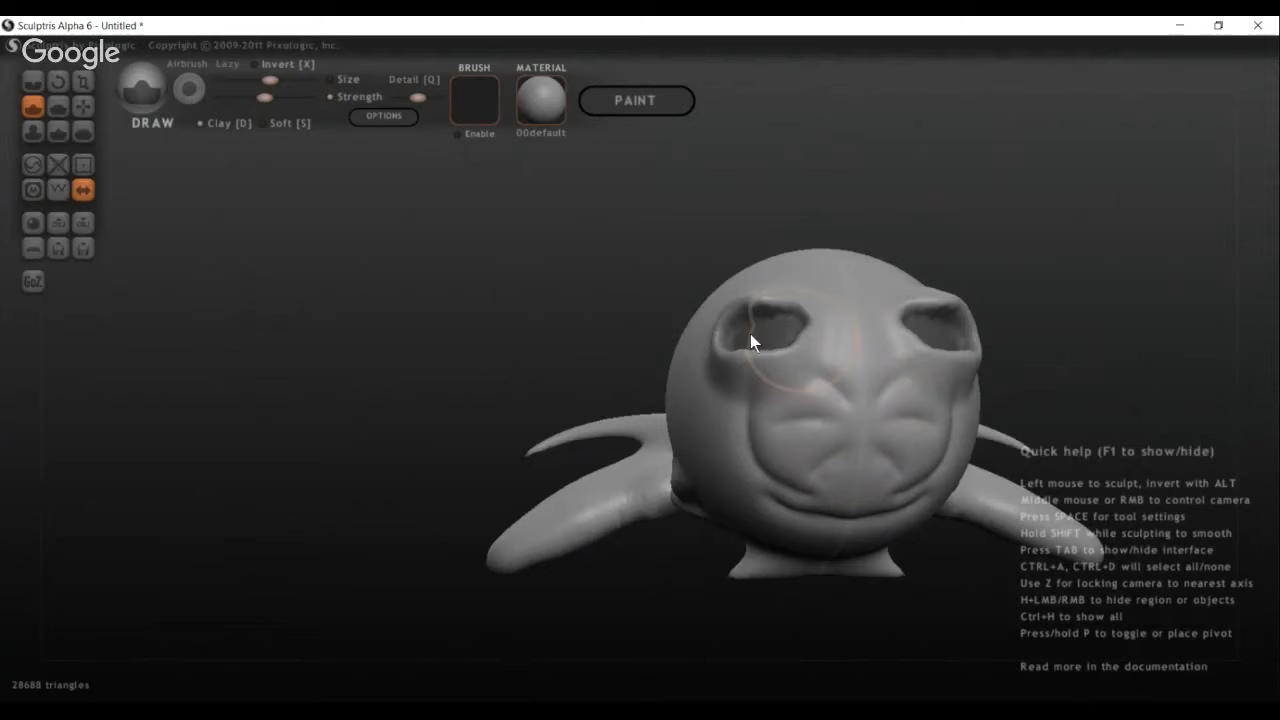 Sculptris Alpha 6 - Untitled *
Sculptris by Pixologic Copyright © 2009-2011 Pixologic, Inc.
Google
Airbrush Lazy Invert [X]
Size Detail [Q]
Strength
OPTIONS
DRAW
Clay [D] Soft [S]
BRUSH
Enable
MATERIAL
00default
PAINT
GoZ
Quick help (F1 to show/hide)
Left mouse to sculpt, invert with ALT
Middle mouse or RMB to control camera
Press SPACE for tool settings
Hold SHIFT while sculpting to smooth
Press TAB to show/hide interface
CTRL+A, CTRL+D will select all/none
Use Z for locking camera to nearest axis
H+LMB/RMB to hide region or objects
Ctrl+H to show all
Press/hold P to toggle or place pivot
Read more in the documentation
28688 triangles